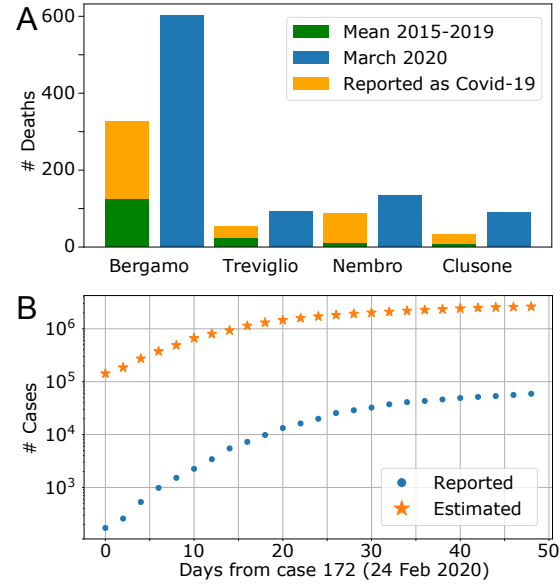 A
# Deaths
600
400
200
0
Mean 2015-2019
March 2020
Reported as Covid-19
Bergamo Treviglio Nembro Clusone
B
# Cases
10⁶
10⁵
10⁴
10³
Reported
Estimated
0 10 20 30 40 50
Days from case 172 (24 Feb 2020)